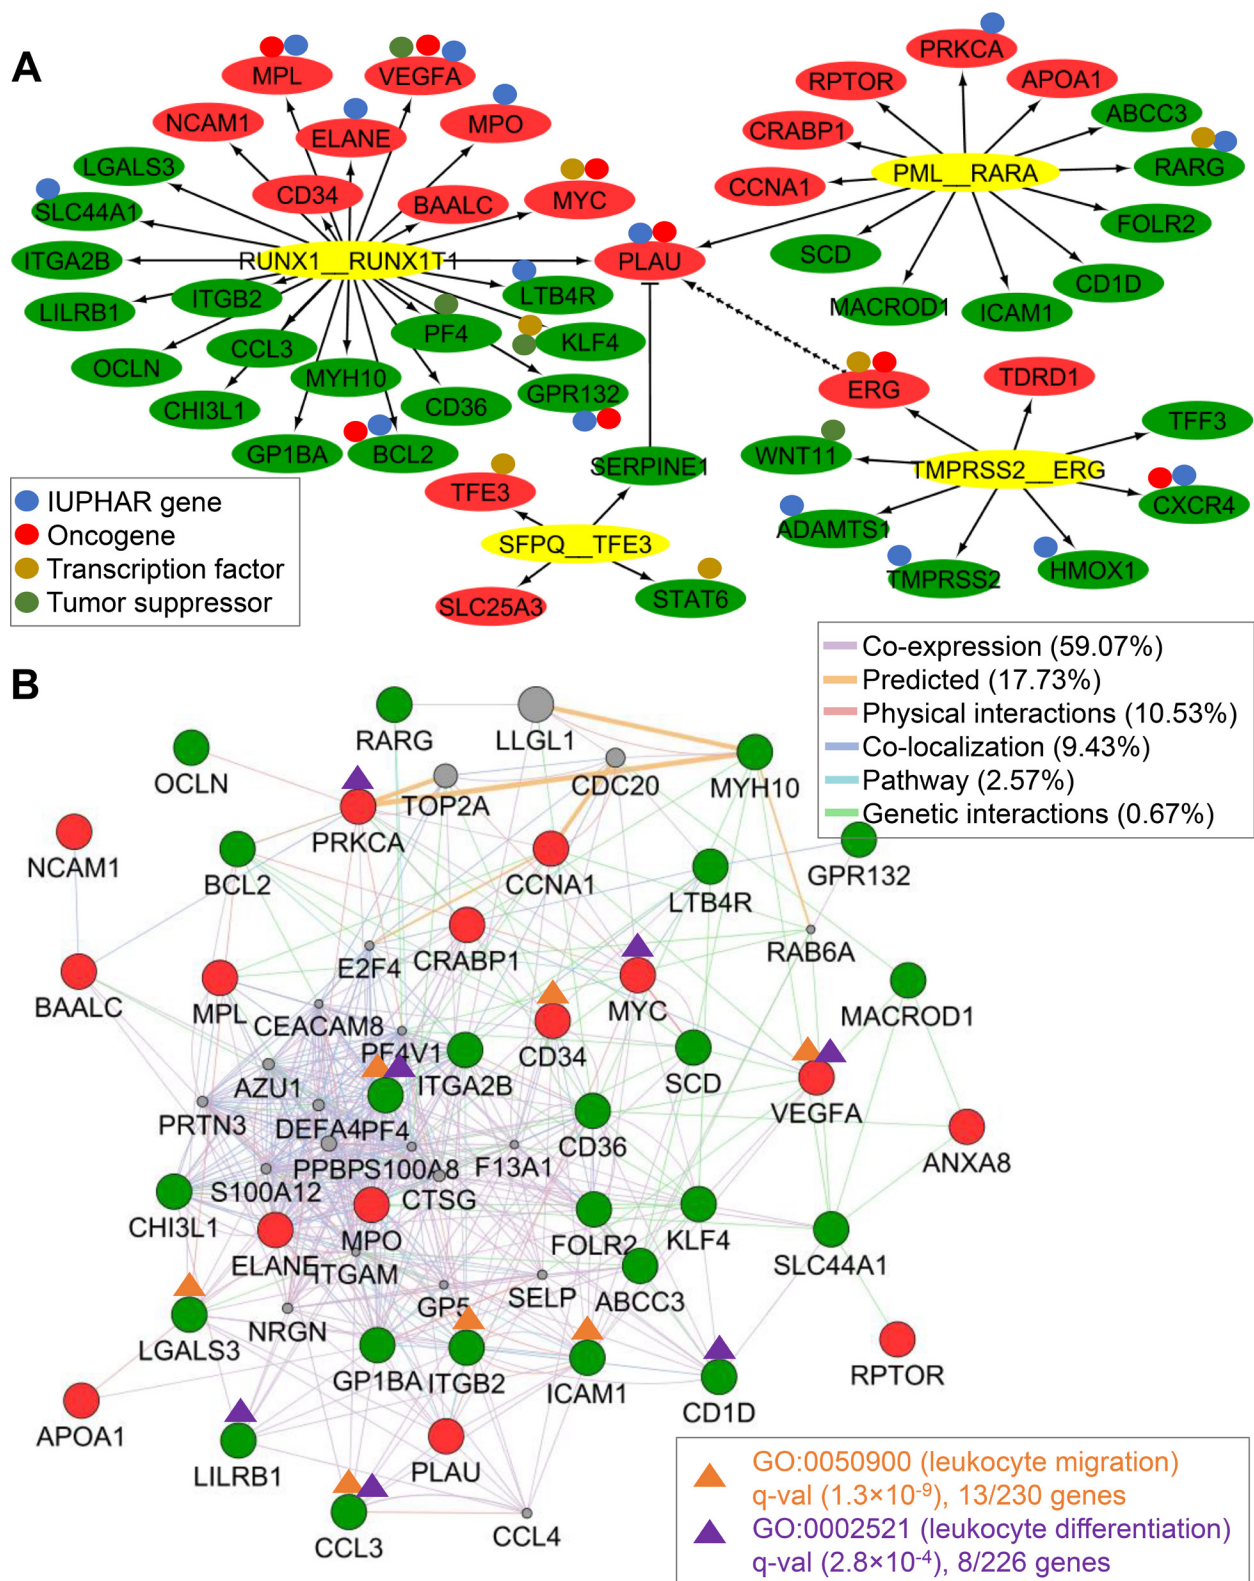 A
MPL
VEGFA
NCAM1
ELANE
MPO
LGALS3
CD34
BAALC
MYC
SLC44A1
RUNX1__RUNX1T1
PLAU
ITGA2B
LILRB1
ITGB2
LTB4R
PF4
KLF4
OCLN
CCL3
MYH10
CHI3L1
CD36
GPR132
GP1BA
BCL2
PRKCA
RPTOR
APOA1
CRABP1
ABCC3
CCNA1
PML__RARA
RARG
FOLR2
SCD
CD1D
MACROD1
ICAM1
ERG
TDRD1
TFF3
WNT11
TMPRSS2__ERG
CXCR4
ADAMTS1
TMPRSS2
HMOX1
SERPINE1
TFE3
SFPQ__TFE3
SLC25A3
STAT6
IUPHAR gene
Oncogene
Transcription factor
Tumor suppressor
B
Co-expression (59.07%)
Predicted (17.73%)
Physical interactions (10.53%)
Co-localization (9.43%)
Pathway (2.57%)
Genetic interactions (0.67%)
RARG
LLGL1
OCLN
TOP2A
CDC20
MYH10
PRKCA
NCAM1
BCL2
CCNA1
LTB4R
GPR132
E2F4
CRABP1
RAB6A
BAALC
MPL
CEACAM8
MYC
MACROD1
PF4V1
CD34
AZU1
ITGA2B
SCD
VEGFA
PRTN3
DEFA4
PF4
CD36
ANXA8
PPBP
S100A8
F13A1
S100A12
CTSG
CHI3L1
MPO
FOLR2
KLF4
SLC44A1
ELANE
ITGAM
GP5
SELP
ABCC3
NRGN
LGALS3
GP1BA
ITGB2
ICAM1
CD1D
RPTOR
APOA1
LILRB1
PLAU
CCL3
CCL4
GO:0050900 (leukocyte migration)
q-val (1.3×10⁻⁹), 13/230 genes
GO:0002521 (leukocyte differentiation)
q-val (2.8×10⁻⁴), 8/226 genes